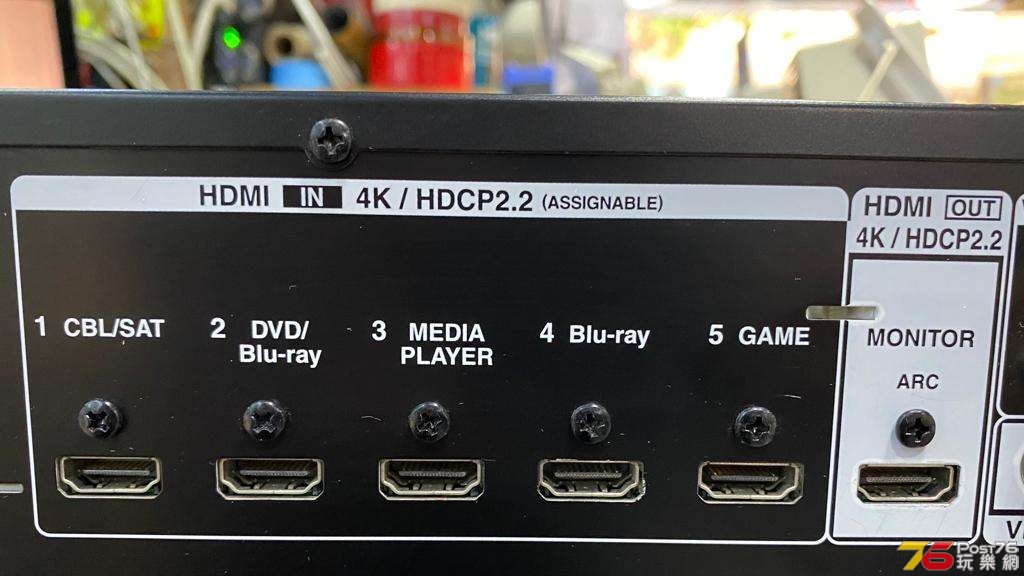 HDMI IN 4K / HDCP2.2 (ASSIGNABLE)
1 CBL/SAT
2 DVD/
Blu-ray
3 MEDIA
PLAYER
4 Blu-ray
5 GAME
HDMI OUT
4K / HDCP2.2
MONITOR
ARC
76 Post76
玩樂網